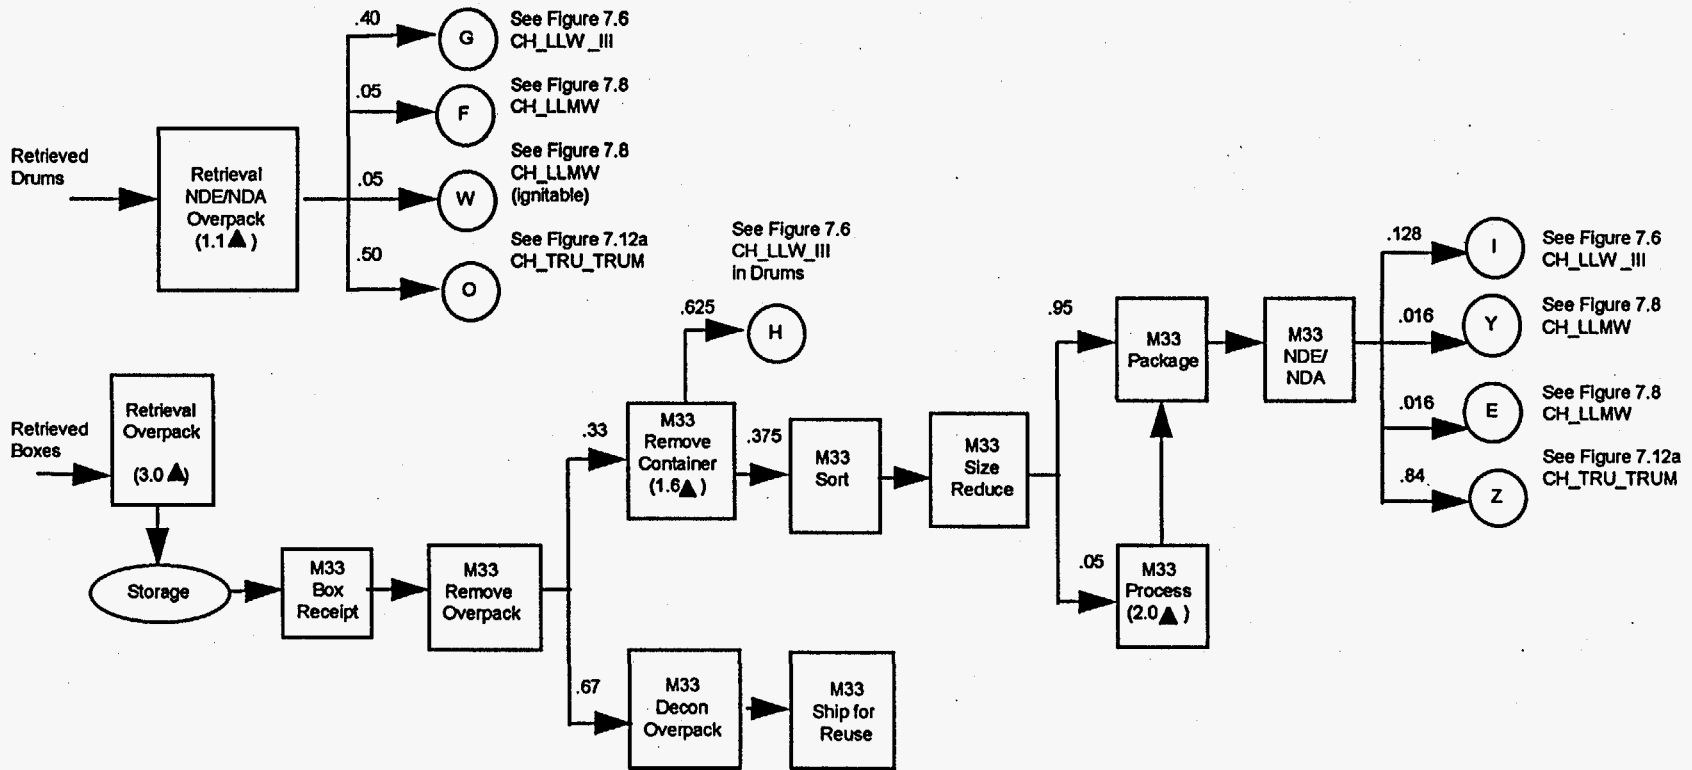 .40
G
See Figure 7.6
CH_LLW_III
.05
F
See Figure 7.8
CH_LLMW
Retrieved
Drums
Retrieval
NDE/NDA
Overpack
(1.1▲)
.05
W
See Figure 7.8
CH_LLMW
(ignitable)
.50
O
See Figure 7.12a
CH_TRU_TRUM
See Figure 7.6
CH_LLW_III
in Drums
.625
H
Retrieved
Boxes
Retrieval
Overpack
(3.0▲)
Storage
M33
Box
Receipt
M33
Remove
Overpack
.33
M33
Remove
Container
(1.6▲)
.375
M33
Sort
M33
Size
Reduce
.95
M33
Package
M33
NDE/
NDA
.05
M33
Process
(2.0▲)
.67
M33
Decon
Overpack
M33
Ship for
Reuse
.128
I
See Figure 7.6
CH_LLW_III
.016
Y
See Figure 7.8
CH_LLMW
.016
E
See Figure 7.8
CH_LLMW
.84
Z
See Figure 7.12a
CH_TRU_TRUM